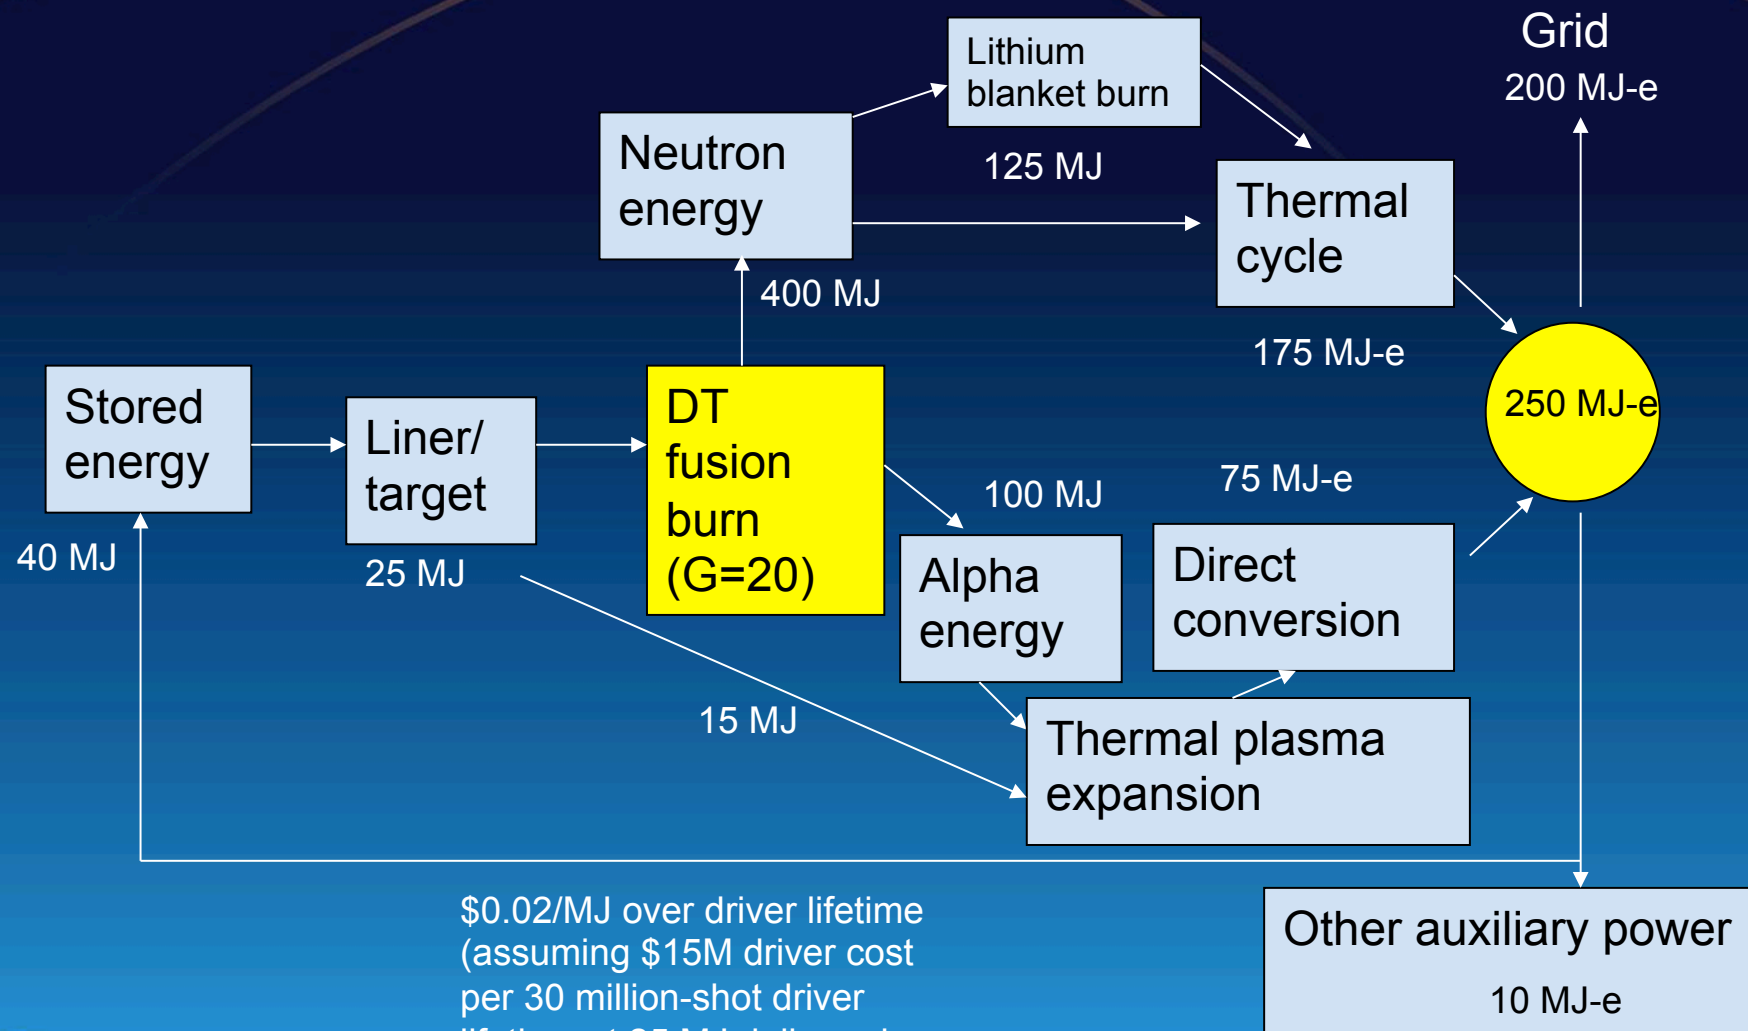 Grid
200 MJ-e
Lithium
blanket burn
125 MJ
Neutron
energy
400 MJ
Thermal
cycle
175 MJ-e
250 MJ-e
Stored
energy
40 MJ
Liner/
target
25 MJ
DT
fusion
burn
(G=20)
100 MJ
Alpha
energy
75 MJ-e
Direct
conversion
15 MJ
Thermal plasma
expansion
$0.02/MJ over driver lifetime
(assuming $15M driver cost
per 30 million-shot driver
Other auxiliary power
10 MJ-e